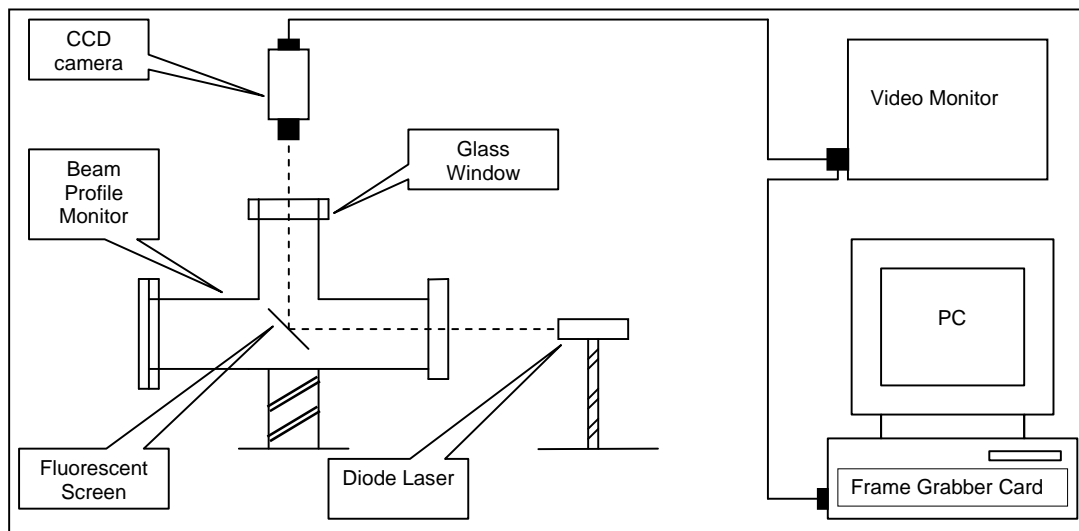 CCD
camera
Video Monitor
Glass
Window
Beam
Profile
Monitor
PC
Fluorescent
Screen
Diode Laser
Frame Grabber Card